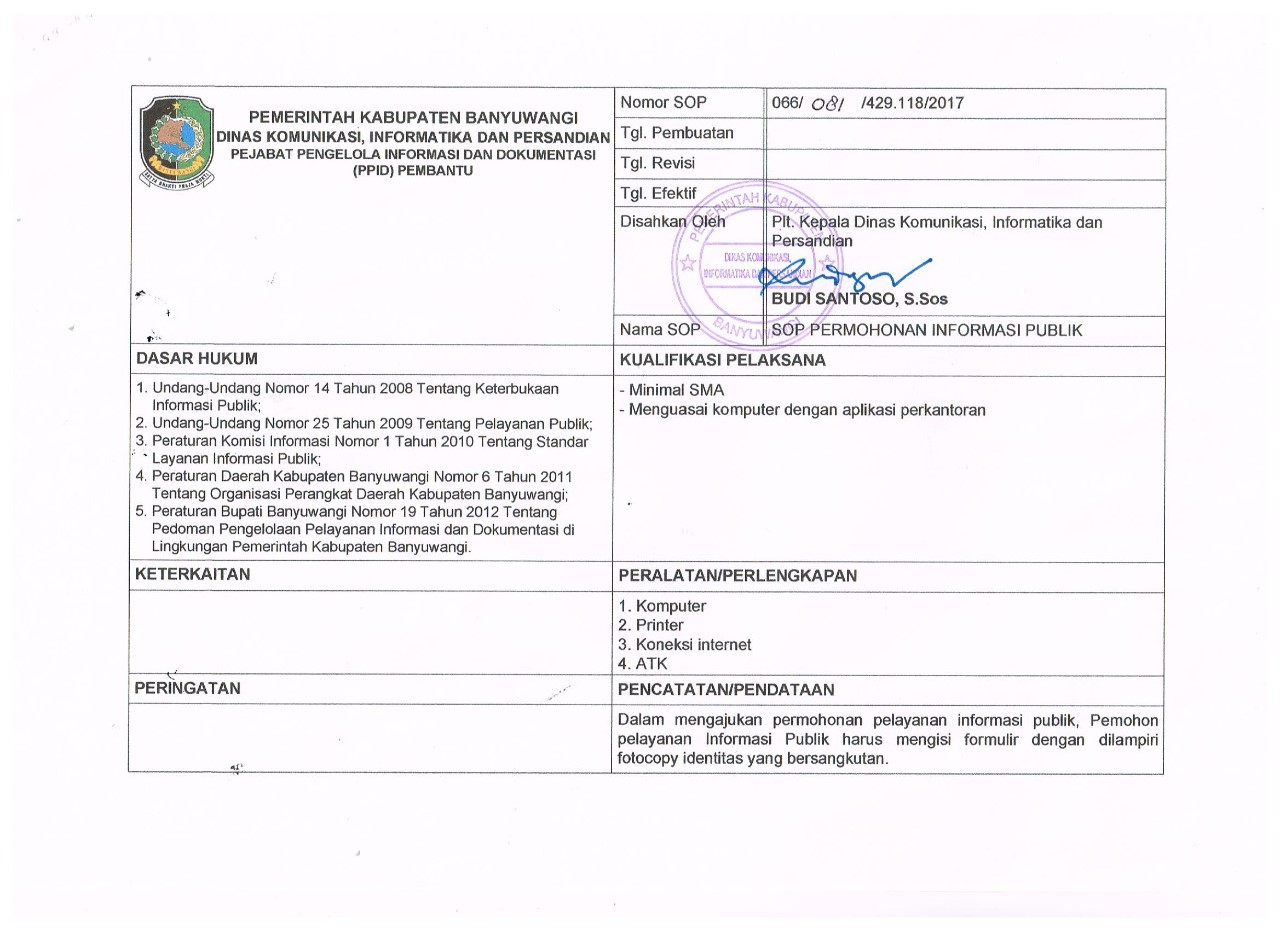 PEMERINTAH KABUPATEN BANYUWANGI
DINAS KOMUNIKASI, INFORMATIKA DAN PERSANDIAN
PEJABAT PENGELOLA INFORMASI DAN DOKUMENTASI
(PPID) PEMBANTU
SATYA BHAKTI PRAJA MUKTI
Nomor SOP 066/ 081 /429.118/2017
Tgl. Pembuatan
Tgl. Revisi
Tgl. Efektif
Disahkan Oleh Plt. Kepala Dinas Komunikasi, Informatika dan
Persandian
PEMERINTAH KABUPATEN
DINAS KOMUNIKASI,
INFORMATIKA DAN PERSANDIAN
BANYUWANGI
BUDI SANTOSO, S.Sos
Nama SOP SOP PERMOHONAN INFORMASI PUBLIK
DASAR HUKUM
1. Undang-Undang Nomor 14 Tahun 2008 Tentang Keterbukaan
Informasi Publik;
2. Undang-Undang Nomor 25 Tahun 2009 Tentang Pelayanan Publik;
3. Peraturan Komisi Informasi Nomor 1 Tahun 2010 Tentang Standar
Layanan Informasi Publik;
4. Peraturan Daerah Kabupaten Banyuwangi Nomor 6 Tahun 2011
Tentang Organisasi Perangkat Daerah Kabupaten Banyuwangi;
5. Peraturan Bupati Banyuwangi Nomor 19 Tahun 2012 Tentang
Pedoman Pengelolaan Pelayanan Informasi dan Dokumentasi di
Lingkungan Pemerintah Kabupaten Banyuwangi.
KUALIFIKASI PELAKSANA
- Minimal SMA
- Menguasai komputer dengan aplikasi perkantoran
KETERKAITAN
PERALATAN/PERLENGKAPAN
1. Komputer
2. Printer
3. Koneksi internet
4. ATK
PERINGATAN
PENCATATAN/PENDATAAN
Dalam mengajukan permohonan pelayanan informasi publik, Pemohon
pelayanan Informasi Publik harus mengisi formulir dengan dilampiri
fotocopy identitas yang bersangkutan.